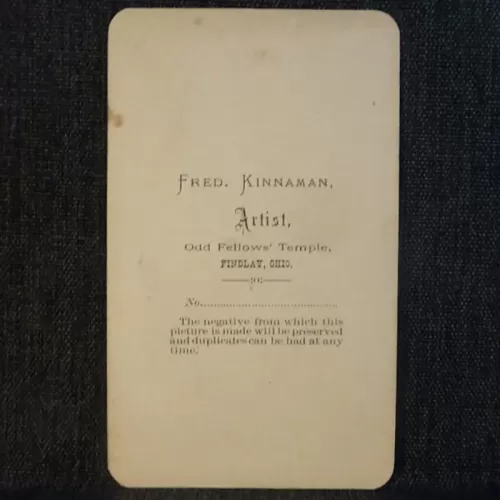 FRED. KINNAMAN,
Artist,
Odd Fellows' Temple,
FINDLAY, OHIO.
No.......................................
The negative from which this
picture is made will be preserved
and duplicates can be had at any
time.